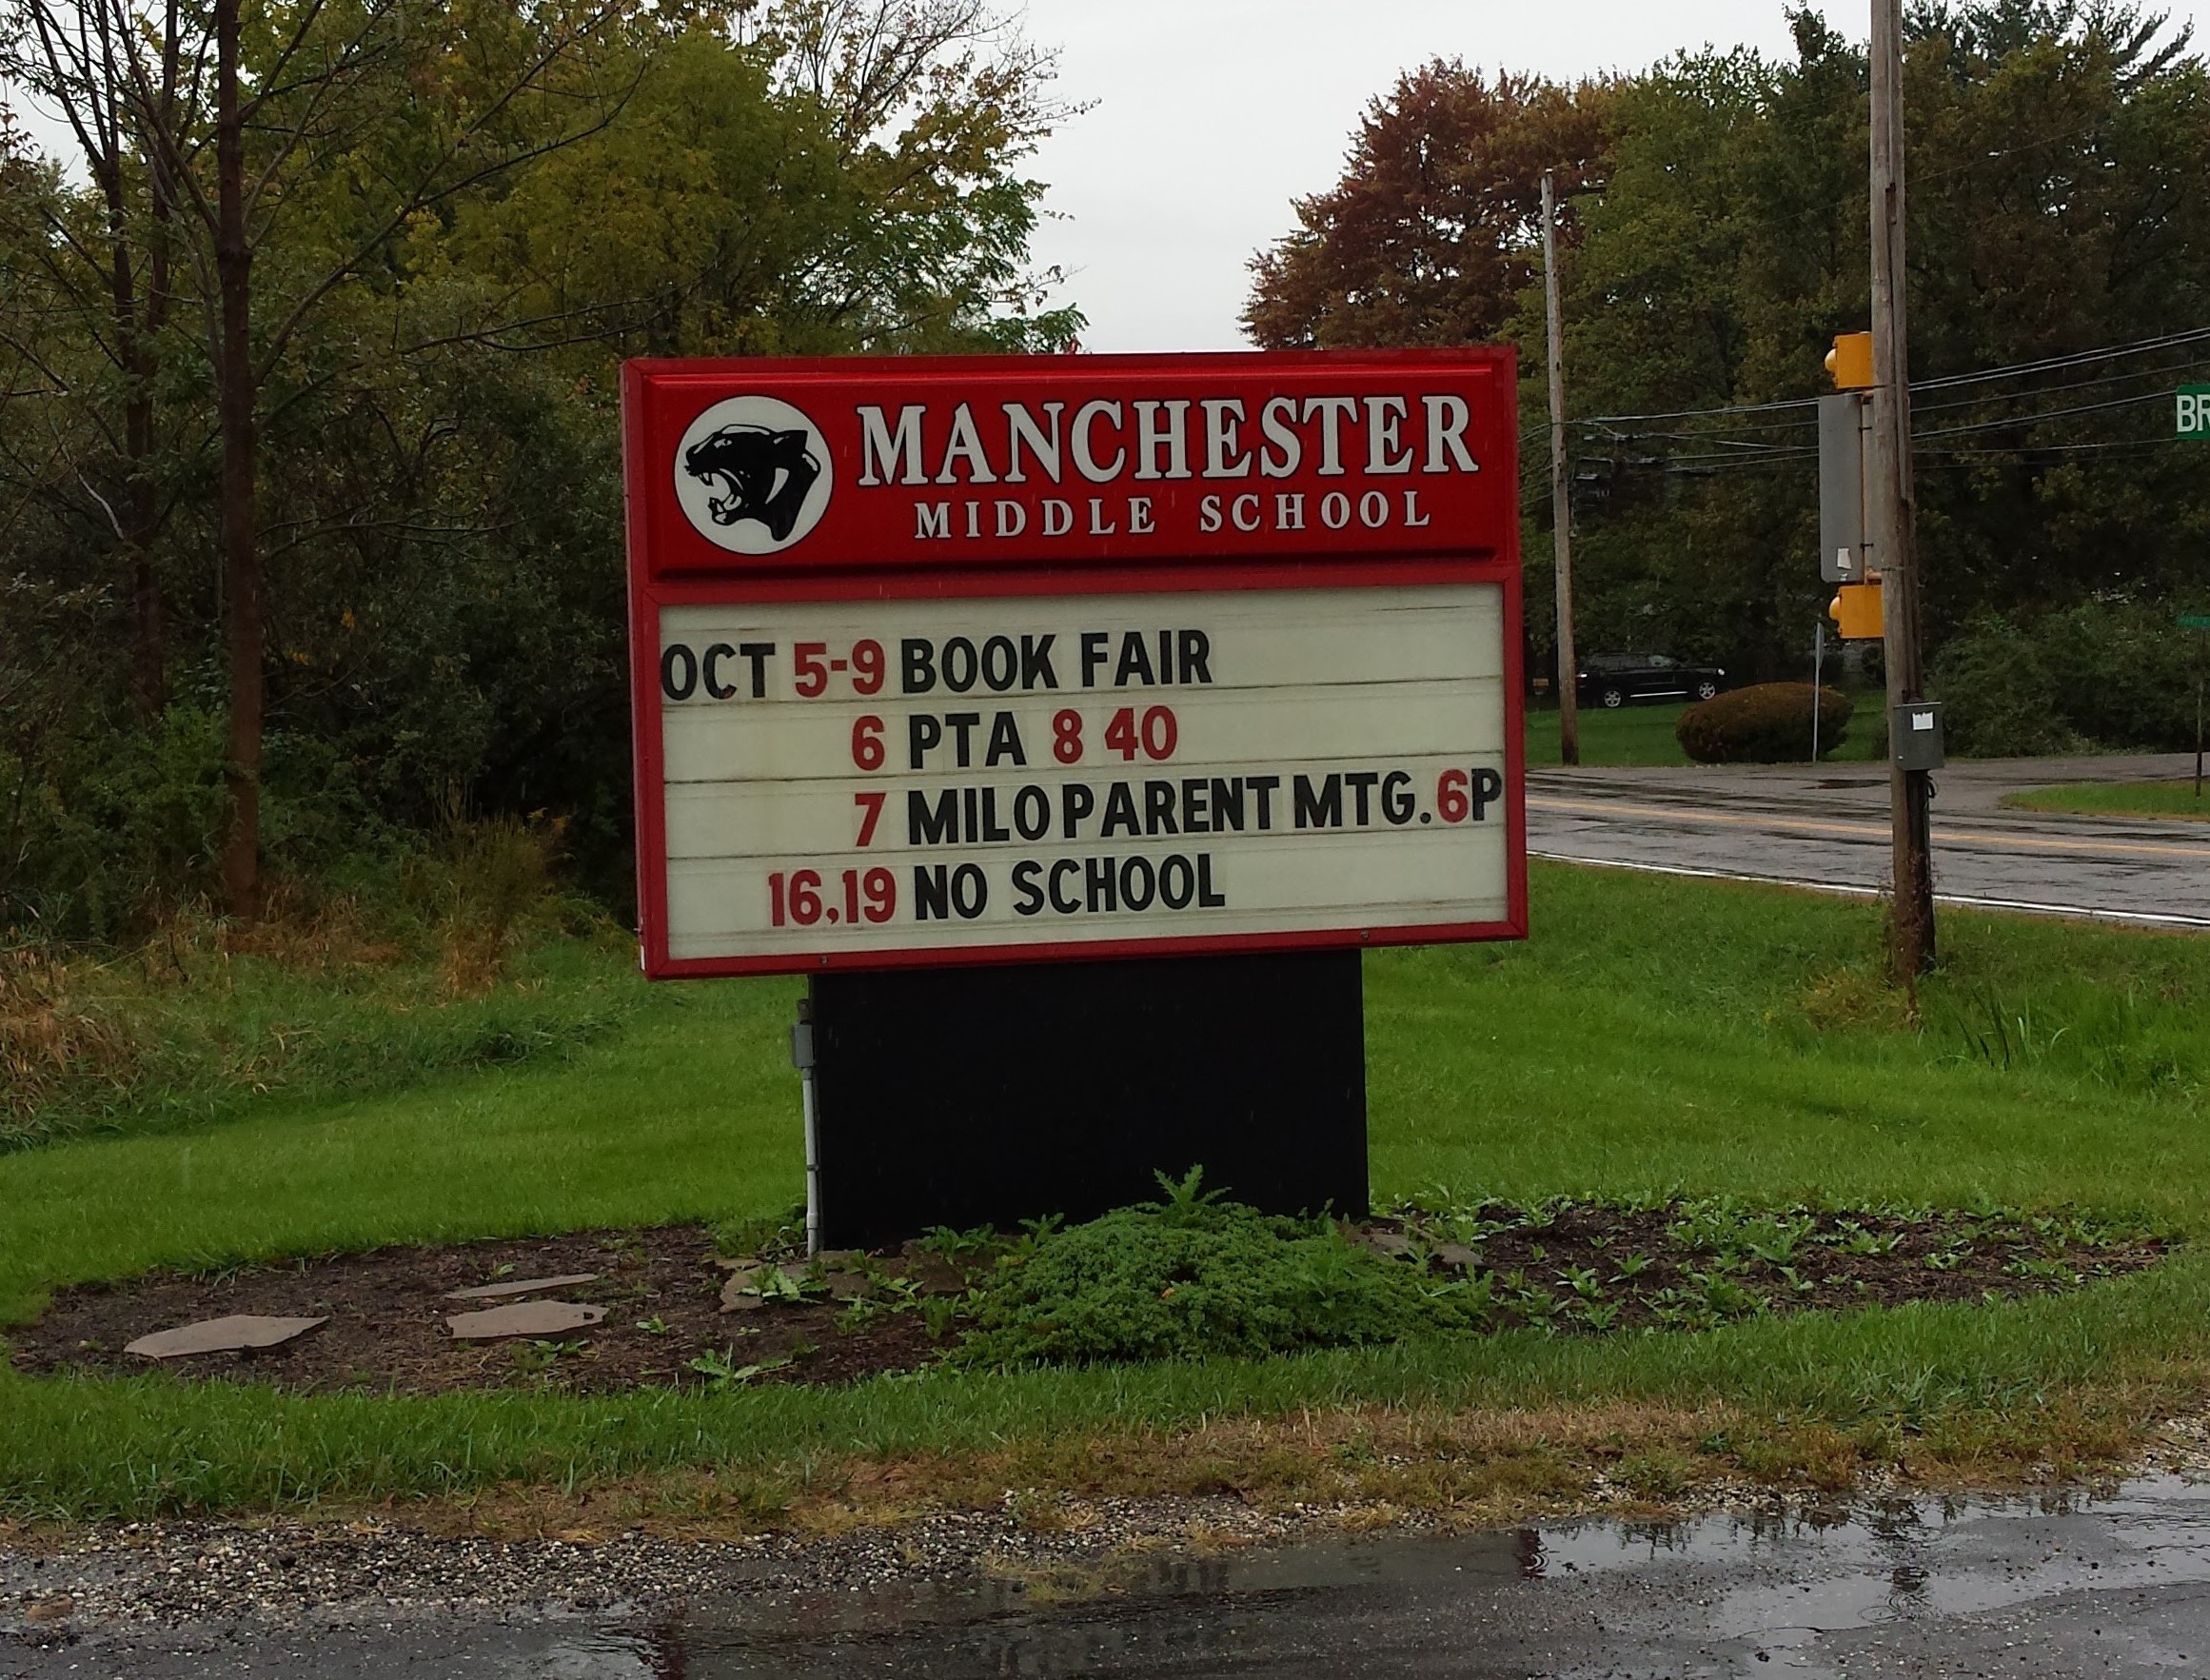 MANCHESTER
MIDDLE SCHOOL
OCT 5-9 BOOK FAIR
6 PTA 8 40
7 MILO PARENT MTG. 6P
16,19 NO SCHOOL
BR